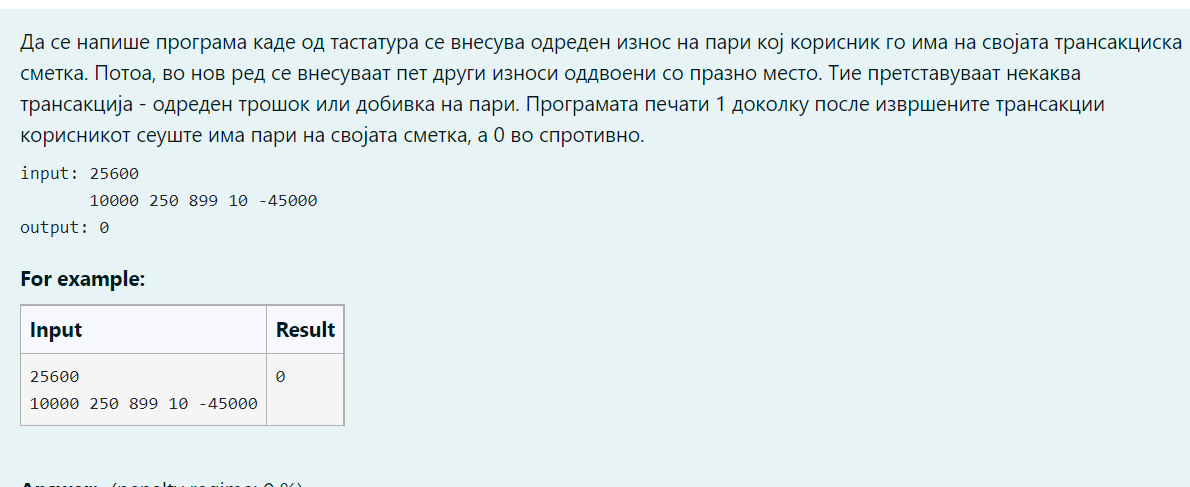 Да се напише програма каде од тастатура се внесува одреден износ на пари кој корисник го има на својата трансакциска
сметка. Потоа, во нов ред се внесуваат пет други износи оддвоени со празно место. Тие претставуваат некаква
трансакција - одреден трошок или добивка на пари. Програмата печати 1 доколку после извршените трансакции
корисникот сеуште има пари на својата сметка, а 0 во спротивно.
input: 25600
10000 250 899 10 -45000
output: 0
For example:
Input Result
25600 0
10000 250 899 10 -45000
Answer: (penalty regime: 0 %)